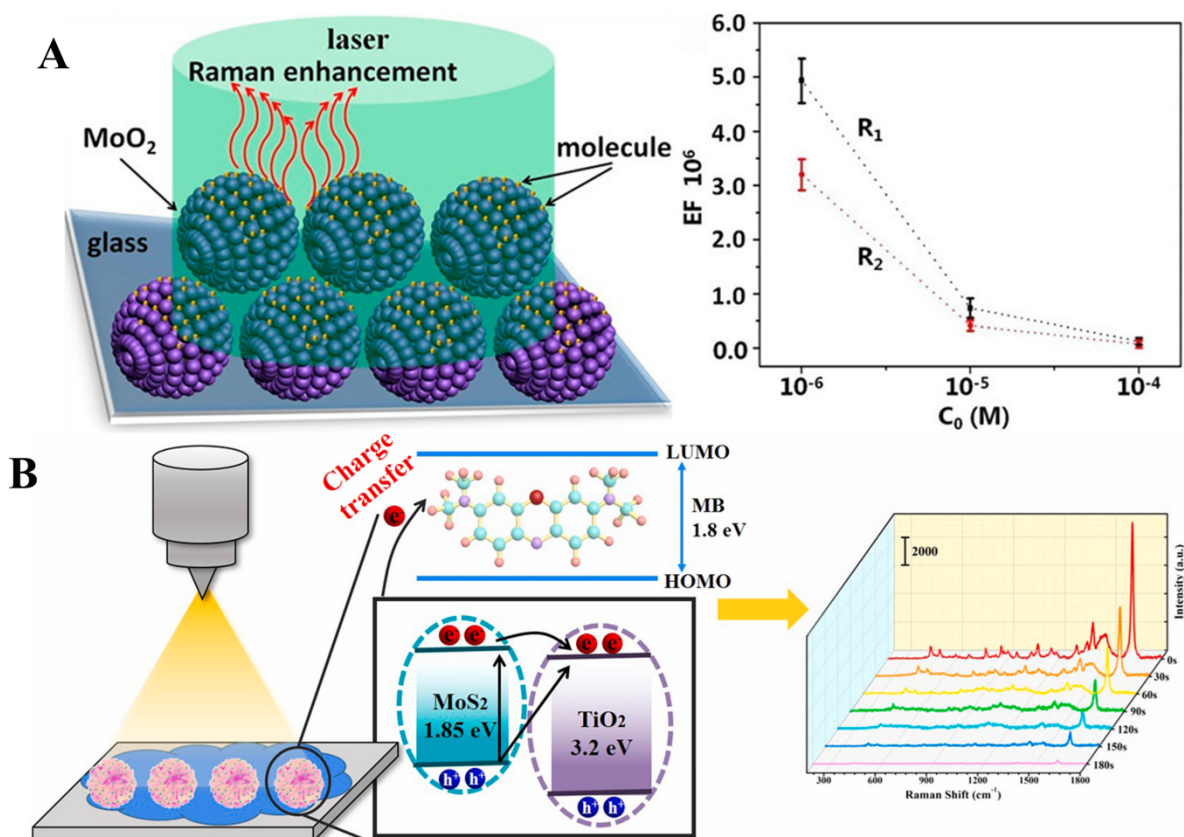 A
laser
Raman enhancement
MoO2
molecule
glass
EF 10^6
6.0
5.0
4.0
3.0
2.0
1.0
0.0
R1
R2
10^-6
10^-5
10^-4
C0 (M)
B
Charge
transfer
e
LUMO
MB
1.8 eV
HOMO
e e
e e
MoS2
1.85 eV
TiO2
3.2 eV
h+ h+
h+ h+
2000
Intensity (a.u.)
0s
30s
60s
90s
120s
150s
180s
300 600 900 1200 1500 1800
Raman Shift (cm-1)